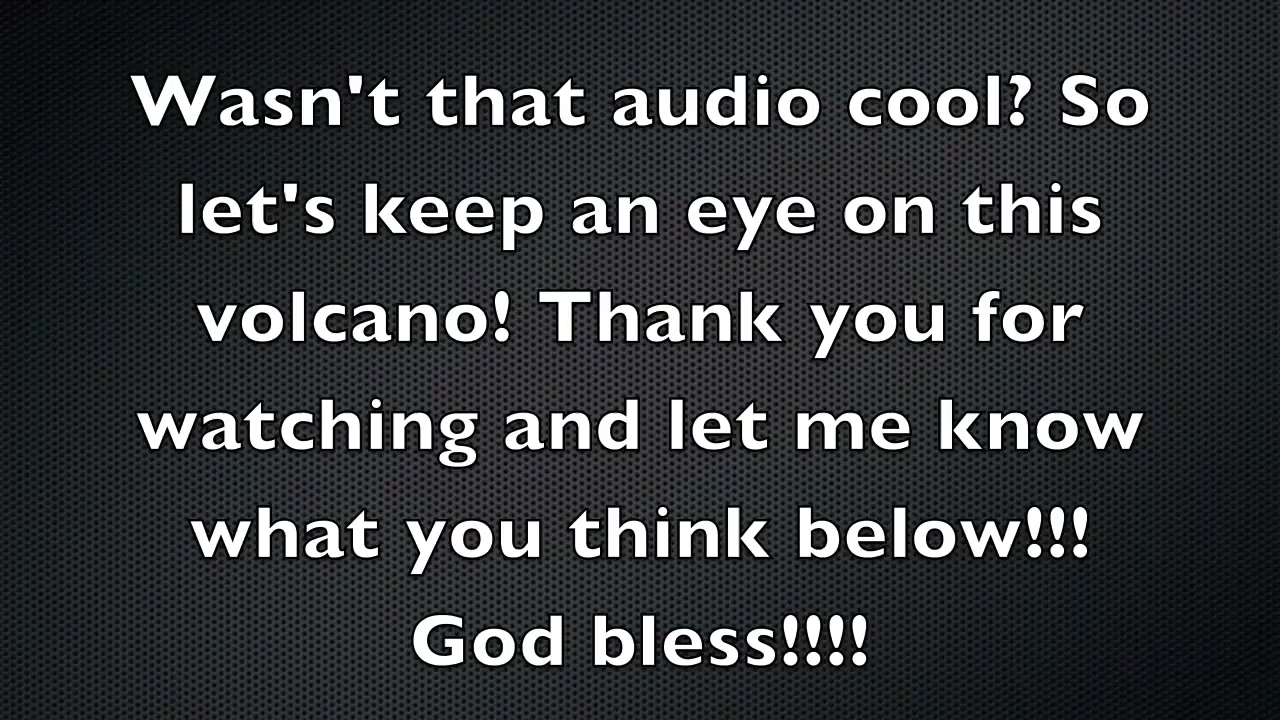 Wasn't that audio cool? So
let's keep an eye on this
volcano! Thank you for
watching and let me know
what you think below!!!
God bless!!!!